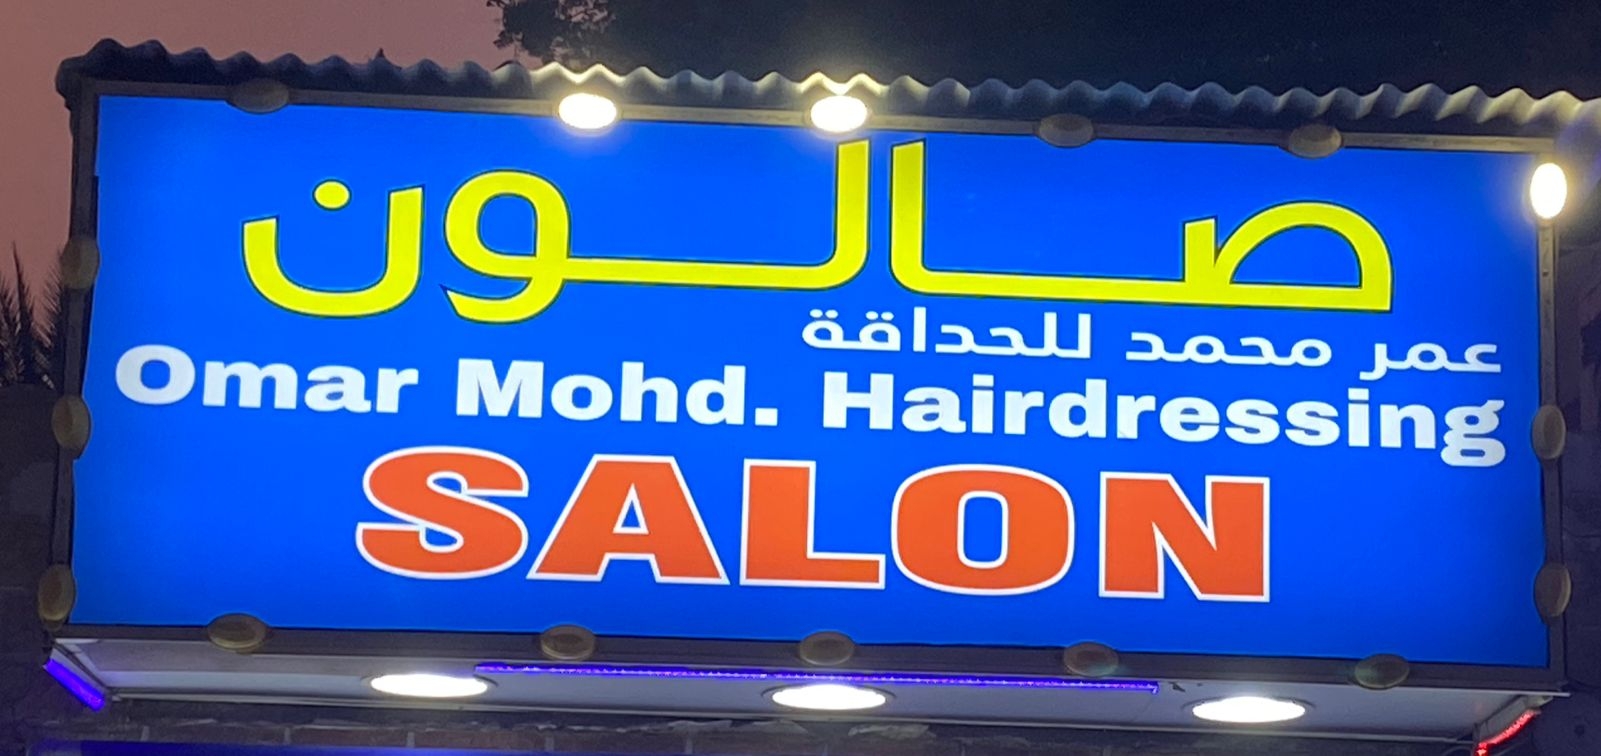 صالون
عمر محمد للحداقة
Omar Mohd. Hairdressing
SALON